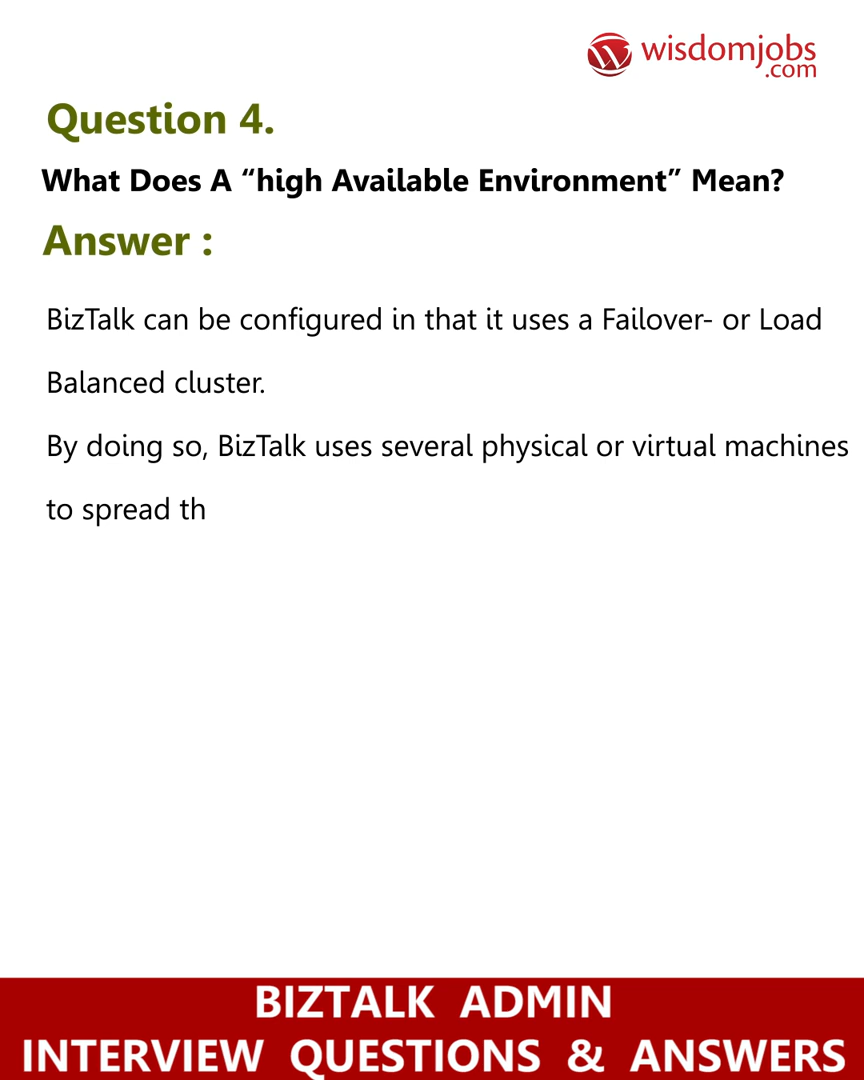 wisdomjobs
.com
Question 4.
What Does A “high Available Environment” Mean?
Answer :
BizTalk can be configured in that it uses a Failover- or Load
Balanced cluster.
By doing so, BizTalk uses several physical or virtual machines
to spread th
BIZTALK ADMIN
INTERVIEW QUESTIONS & ANSWERS